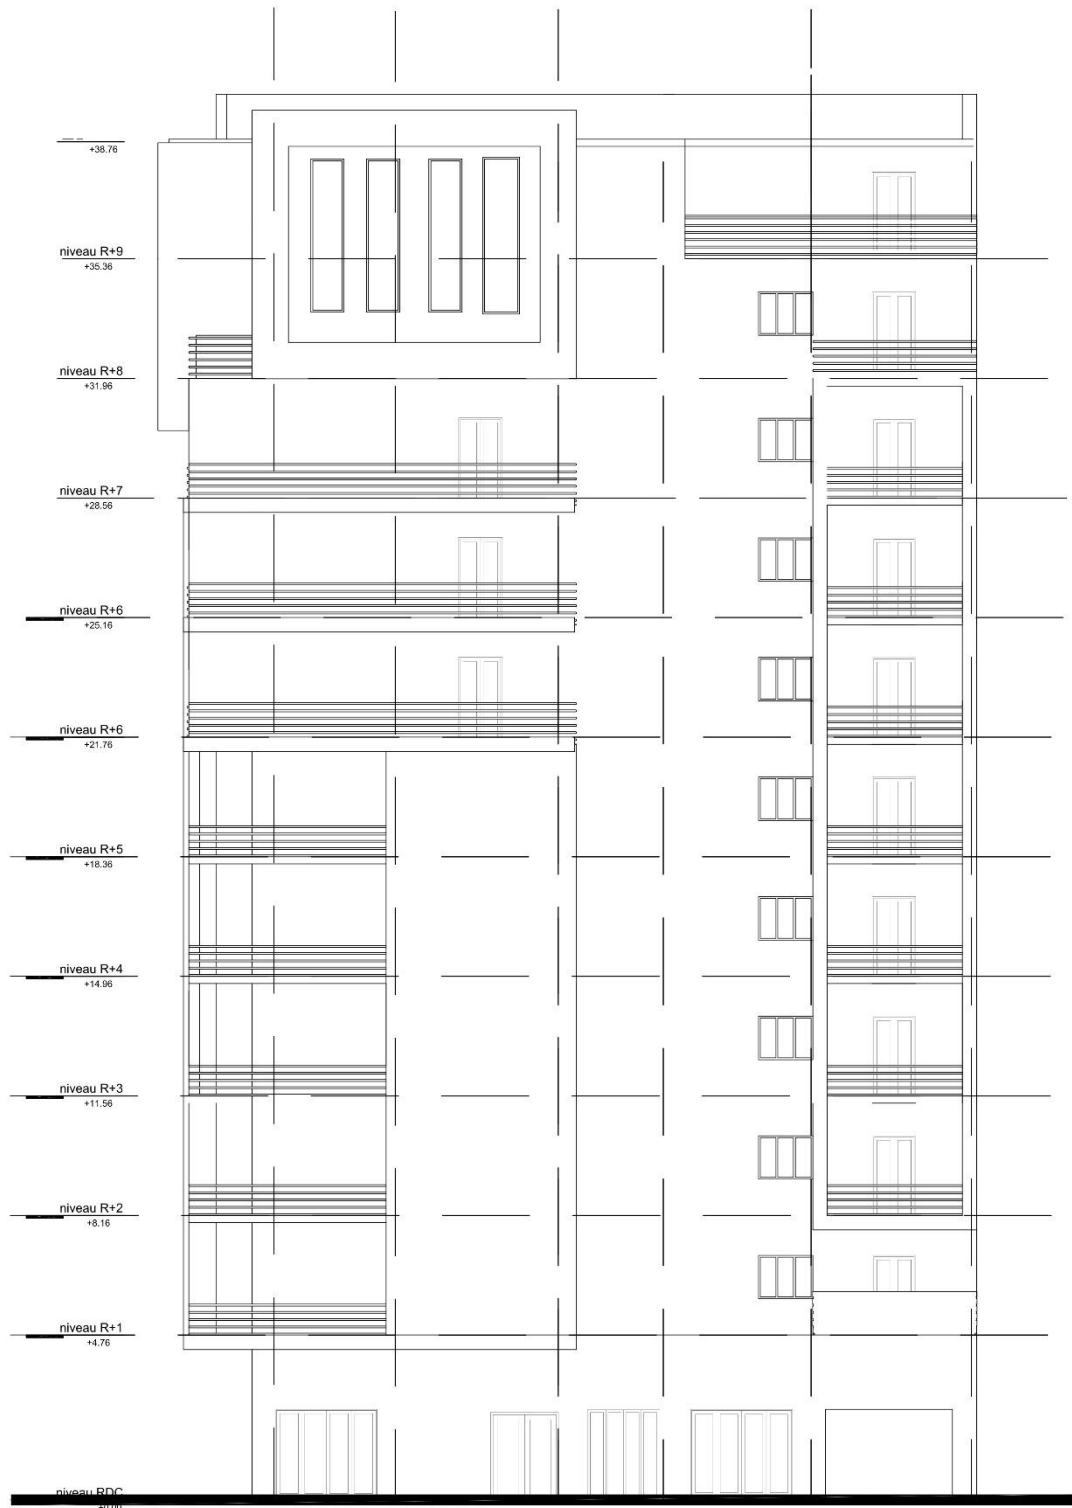 +38.76
niveau R+9
+35.36
niveau R+8
+31.96
niveau R+7
+28.56
niveau R+6
+25.16
niveau R+6
+21.76
niveau R+5
+18.36
niveau R+4
+14.96
niveau R+3
+11.56
niveau R+2
+8.16
niveau R+1
+4.76
niveau RDC